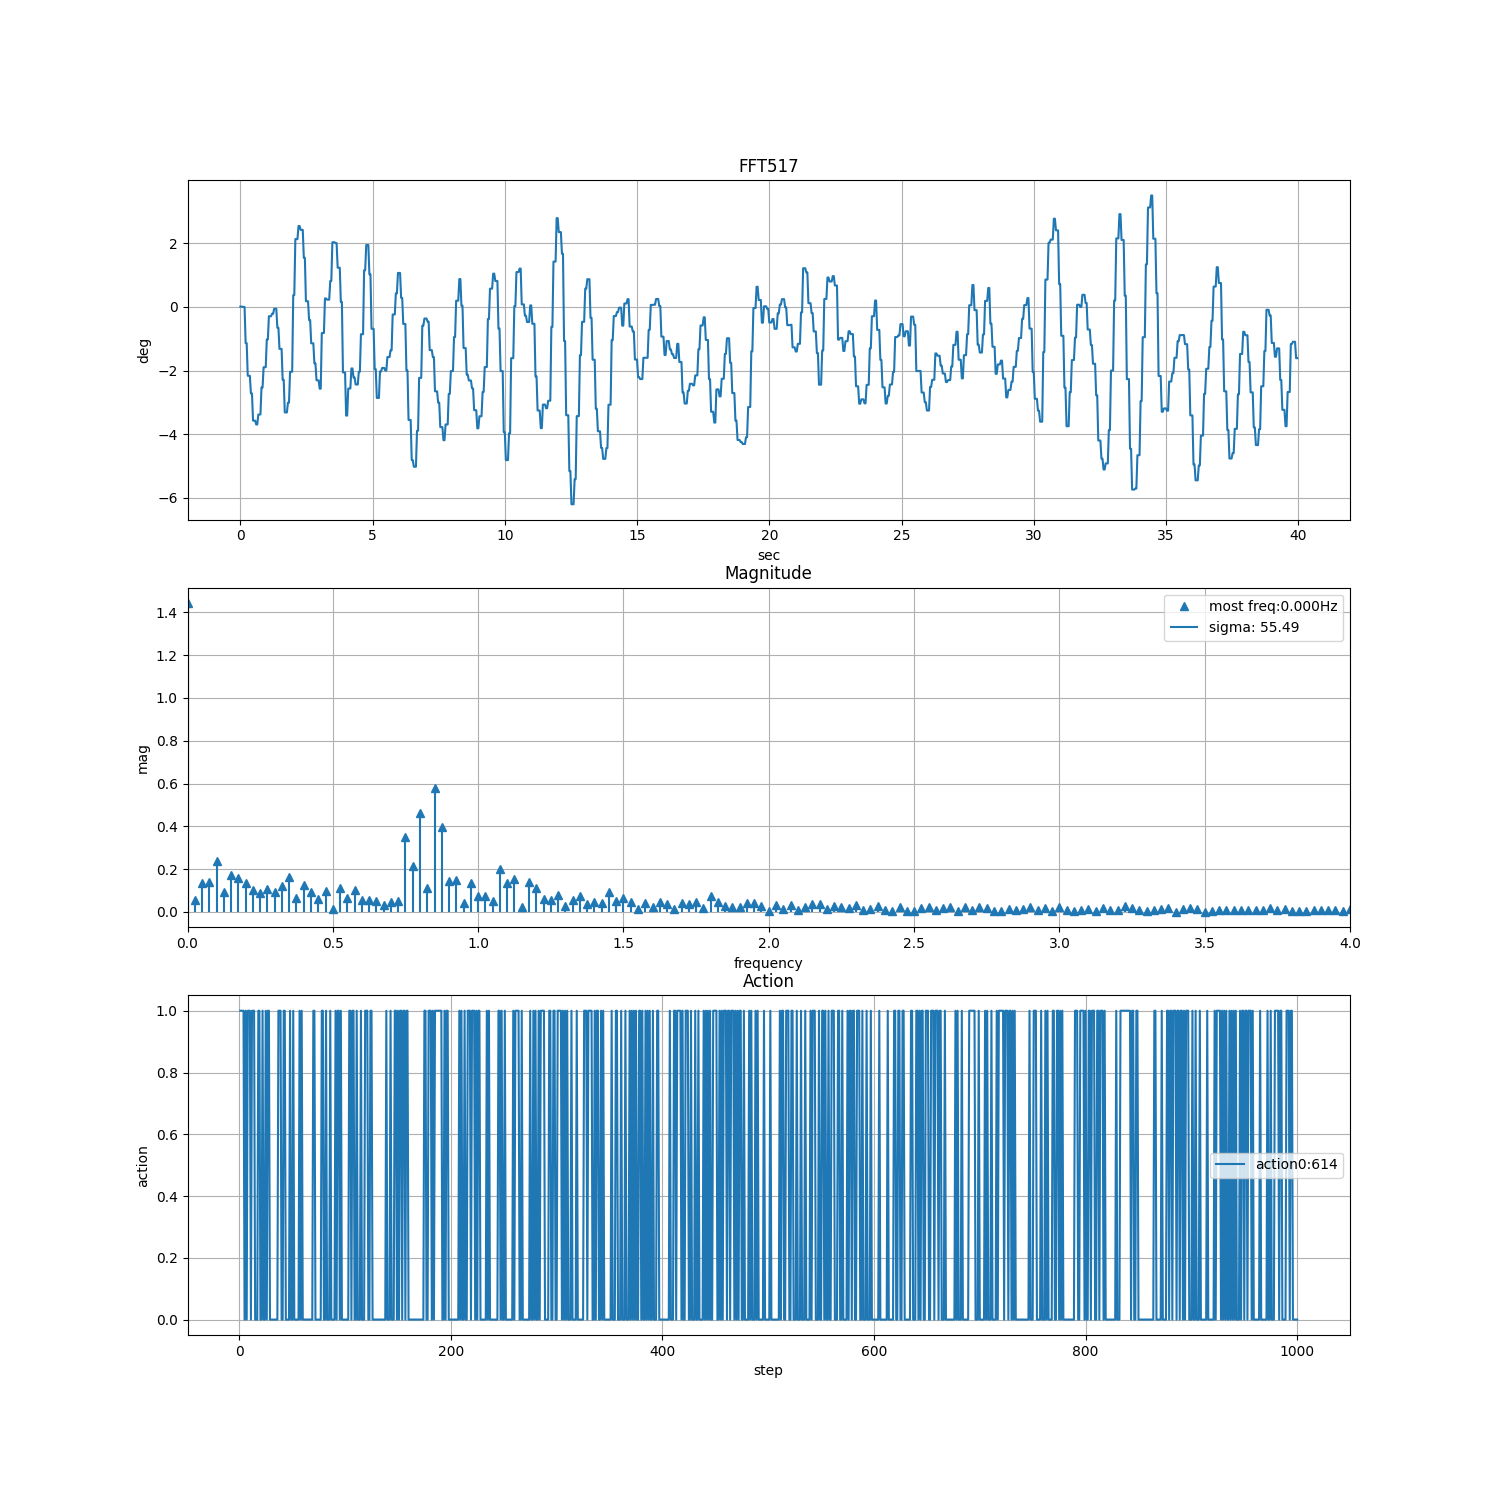 FFT517
2
0
−2
−4
−6
deg
0 5 10 15 20 25 30 35 40
sec
Magnitude
1.4
1.2
1.0
0.8
0.6
0.4
0.2
0.0
mag
most freq:0.000Hz
sigma: 55.49
0.0 0.5 1.0 1.5 2.0 2.5 3.0 3.5 4.0
frequency
Action
1.0
0.8
0.6
0.4
0.2
0.0
action
action0:614
0 200 400 600 800 1000
step